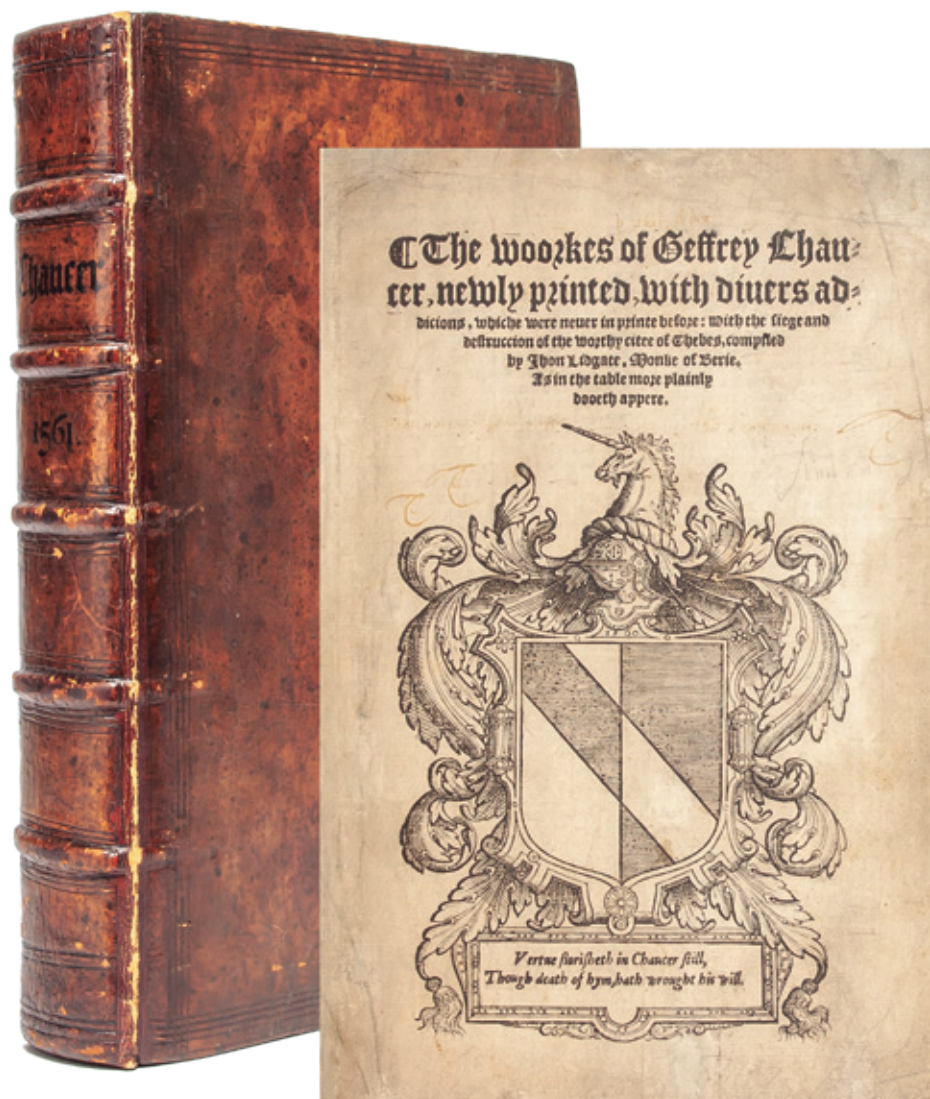 Chaucer
1561.
¶ The woorkes of Geffrey Chau-
cer, newly printed, with diuers ad-
dicions, whiche were neuer in printe before: With the siege and
destruccion of the worthy citee of Thebes, compiled
by Jhon Lidgate, Monke of Berie.
As in the table more plainly
dooeth appere.
Vertue florisheth in Chaucer still,
Though death of hym, hath wrought his will.